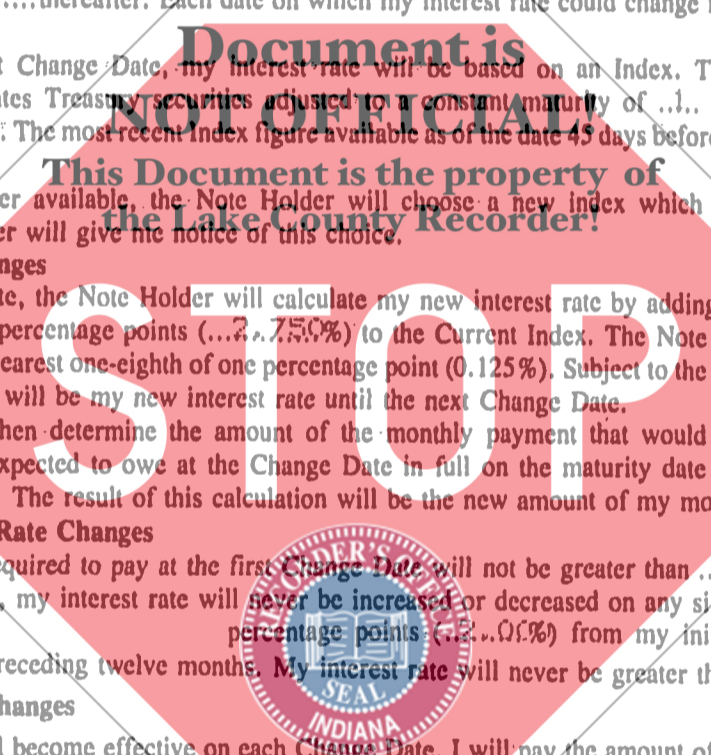 ....thereafter. Each date on which my interest rate could change
Document is
t Change Date, my interest rate will be based on an Index. T
tes Treasury securities adjusted to a constant maturity of ..1..
NOT OFFICIAL!
. The most recent Index figure available as of the date 45 days before
This Document is the property of
er available, the Note Holder will choose a new index which
the Lake County Recorder!
er will give me notice of this choice.
nges
te, the Note Holder will calculate my new interest rate by adding
percentage points (...2.750%) to the Current Index. The Note
earest one-eighth of one percentage point (0.125%). Subject to the
will be my new interest rate until the next Change Date.
STOP
hen determine the amount of the monthly payment that would
xpected to owe at the Change Date in full on the maturity date
The result of this calculation will be the new amount of my mo
Rate Changes
quired to pay at the first Change Date will not be greater than ..
, my interest rate will never be increased or decreased on any si
percentage points (..2..00%) from my ini
receding twelve months. My interest rate will never be greater th
hanges
l become effective on each Change Date. I will pay the amount of
SEAL
INDIANA